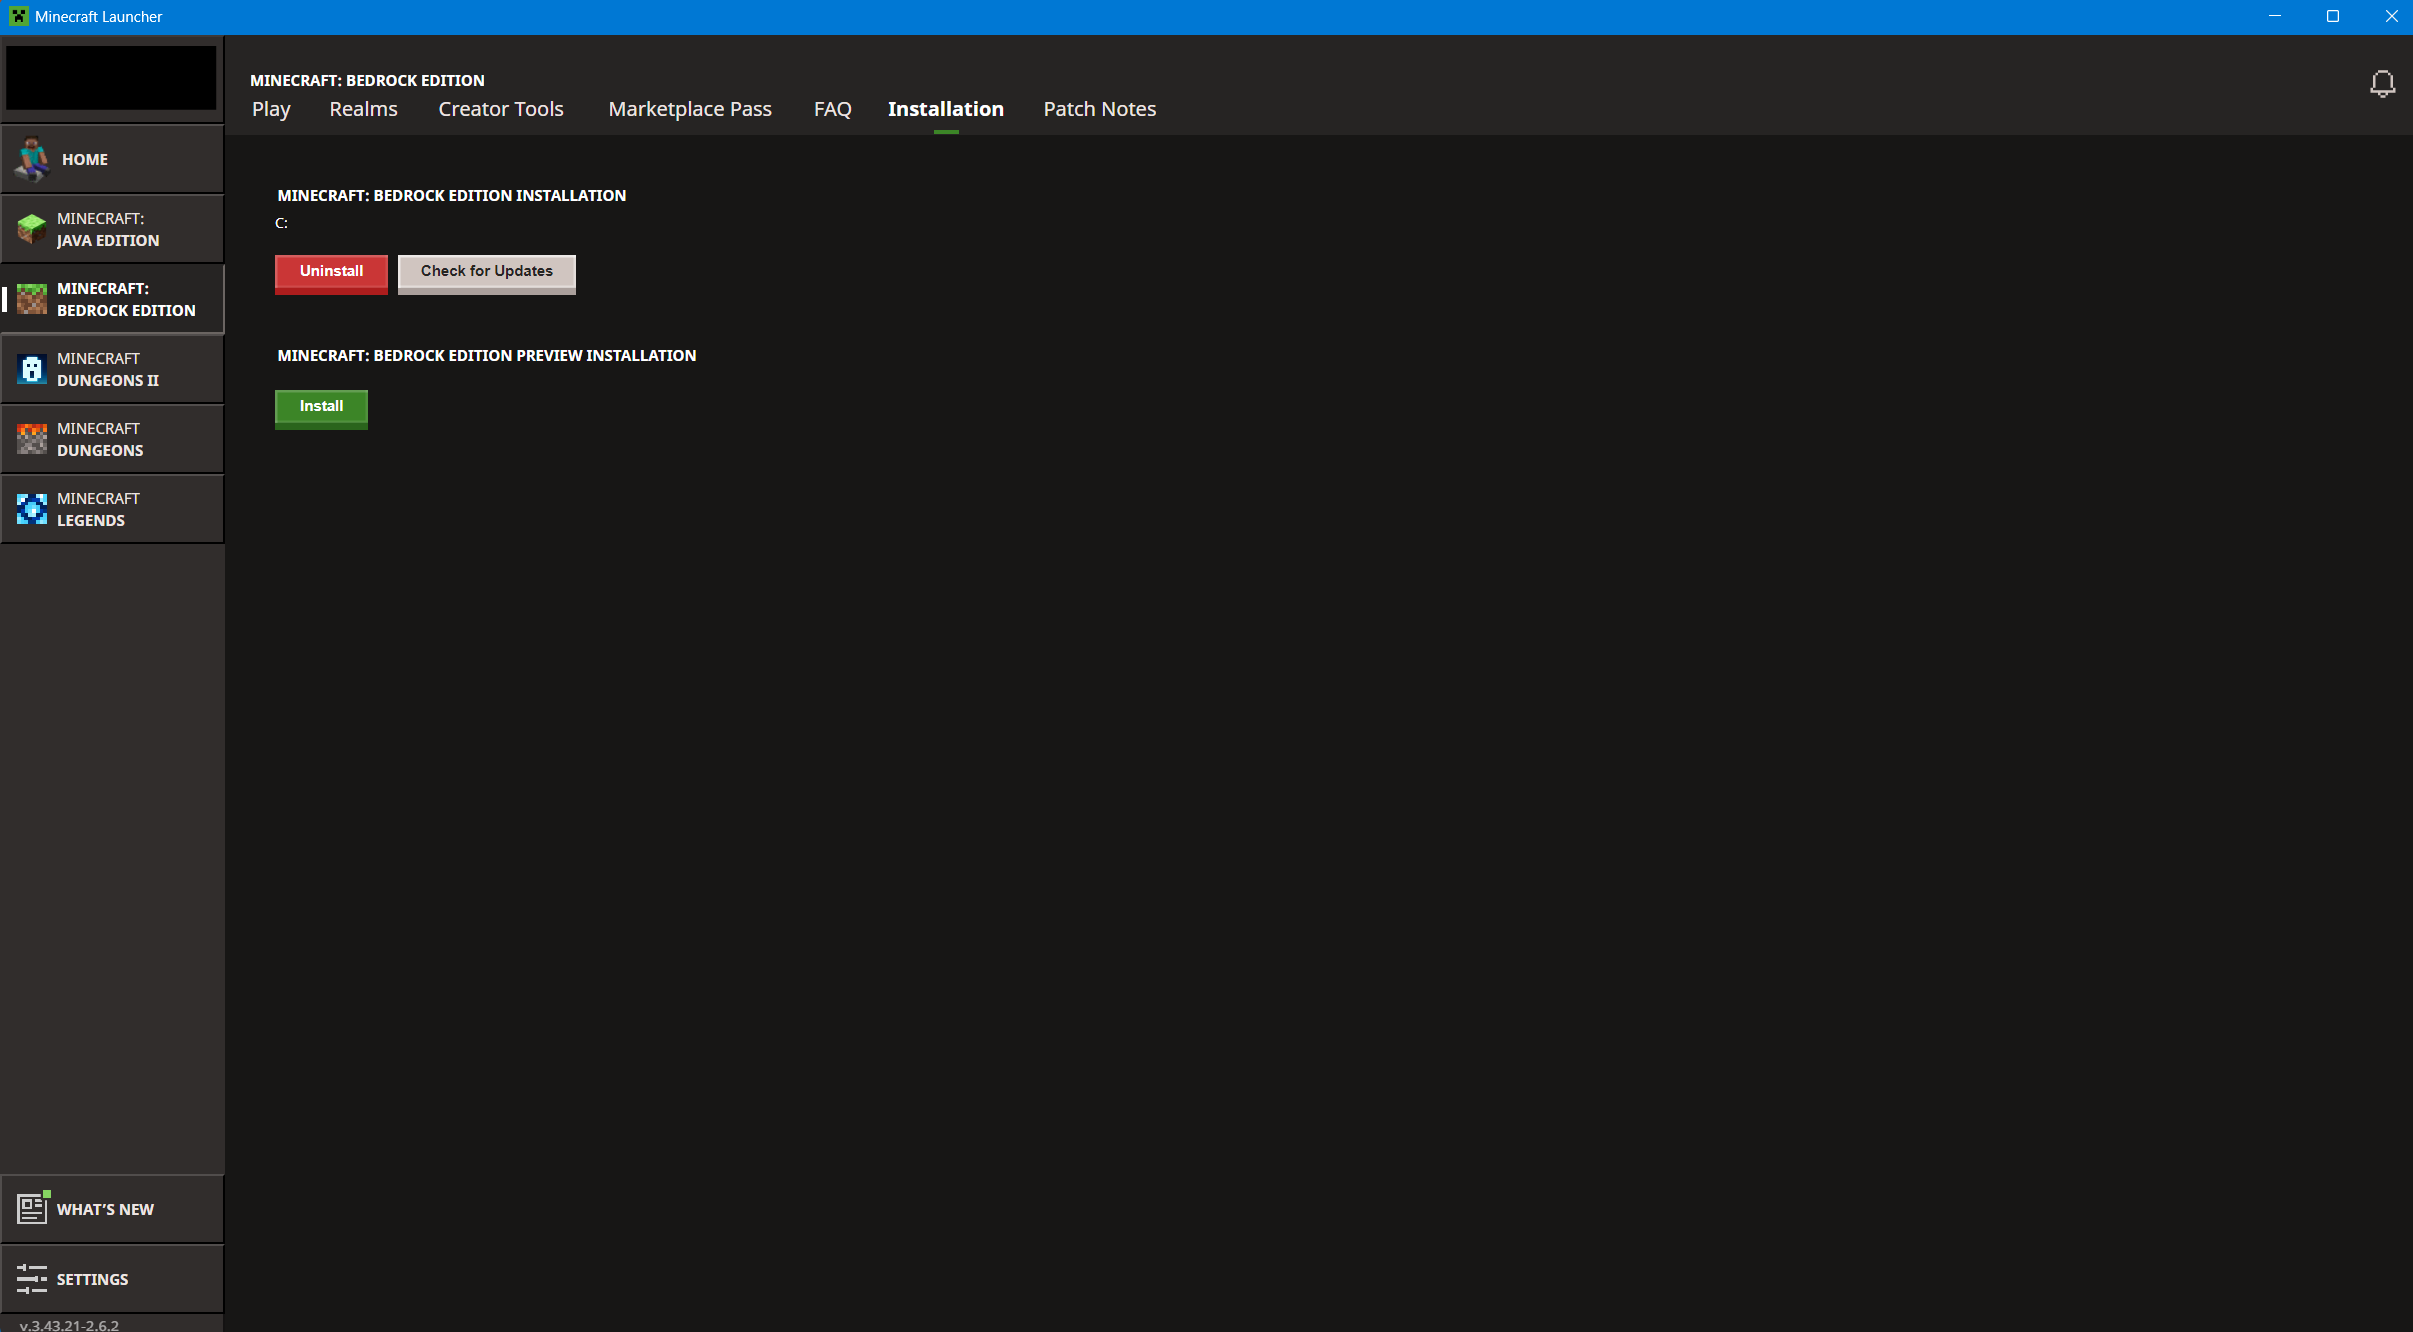 Minecraft Launcher
MINECRAFT: BEDROCK EDITION
Play
Realms
Creator Tools
Marketplace Pass
FAQ
Installation
Patch Notes
HOME
MINECRAFT:
JAVA EDITION
MINECRAFT:
BEDROCK EDITION
MINECRAFT
DUNGEONS II
MINECRAFT
DUNGEONS
MINECRAFT
LEGENDS
WHAT'S NEW
SETTINGS
v.3.43.21-2.6.2
MINECRAFT: BEDROCK EDITION INSTALLATION
C:
Uninstall
Check for Updates
MINECRAFT: BEDROCK EDITION PREVIEW INSTALLATION
Install